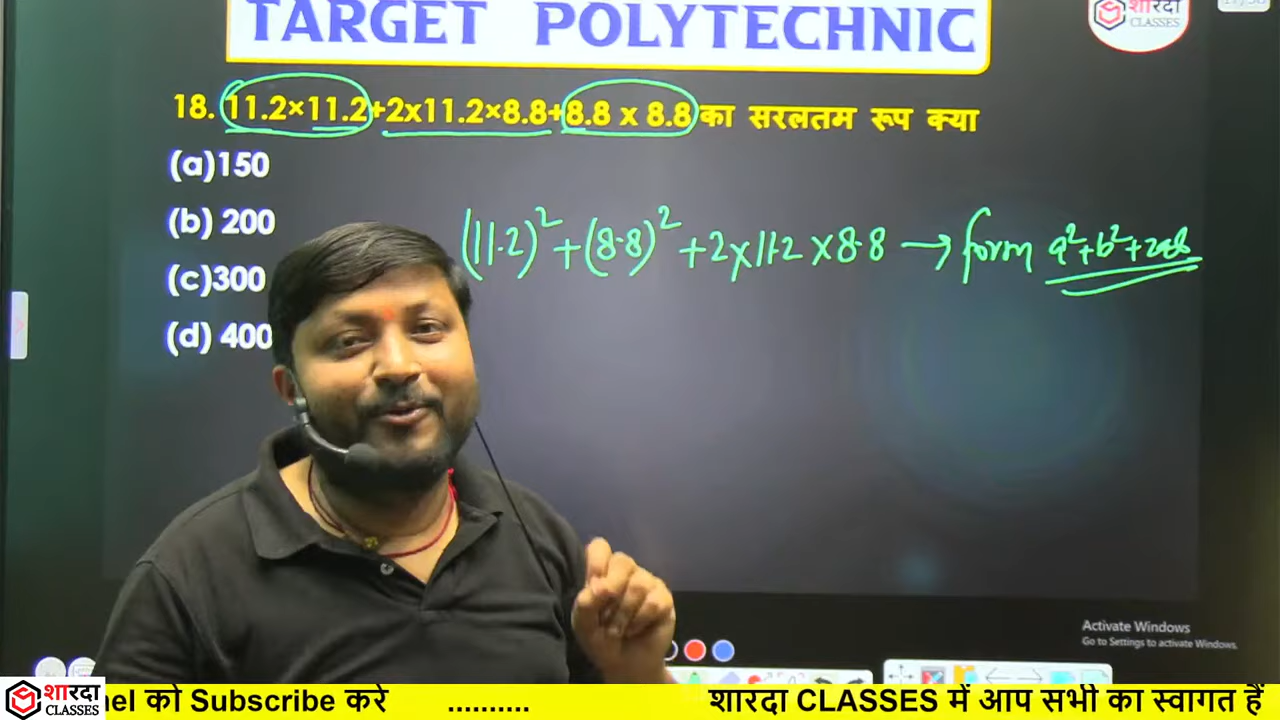 TARGET POLYTECHNIC
शारदा
CLASSES
18. 11.2×11.2+2x11.2×8.8+8.8 x 8.8 का सरलतम रूप क्या
(a)150
(b) 200
(c)300
(d) 400
(11.2)² + (8.8)² + 2×11.2 × 8.8 → form a²+b²+2ab
Activate Windows
Go to Settings to activate Windows.
शारदा
CLASSES
nel को Subscribe करे .......... शारदा CLASSES में आप सभी का स्वागत हैं